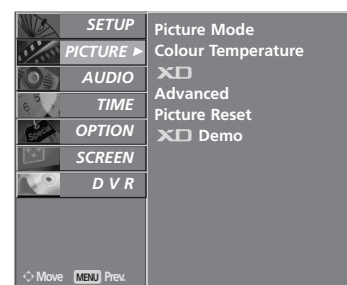 SETUP
PICTURE ►
AUDIO
TIME
OPTION
SCREEN
D V R
Picture Mode
Colour Temperature
XD
Advanced
Picture Reset
XD Demo
Special
Move MENU Prev.